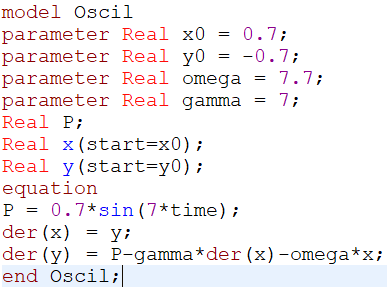 model Oscil
parameter Real x0 = 0.7;
parameter Real y0 = -0.7;
parameter Real omega = 7.7;
parameter Real gamma = 7;
Real P;
Real x(start=x0);
Real y(start=y0);
equation
P = 0.7*sin(7*time);
der(x) = y;
der(y) = P-gamma*der(x)-omega*x;
end Oscil;